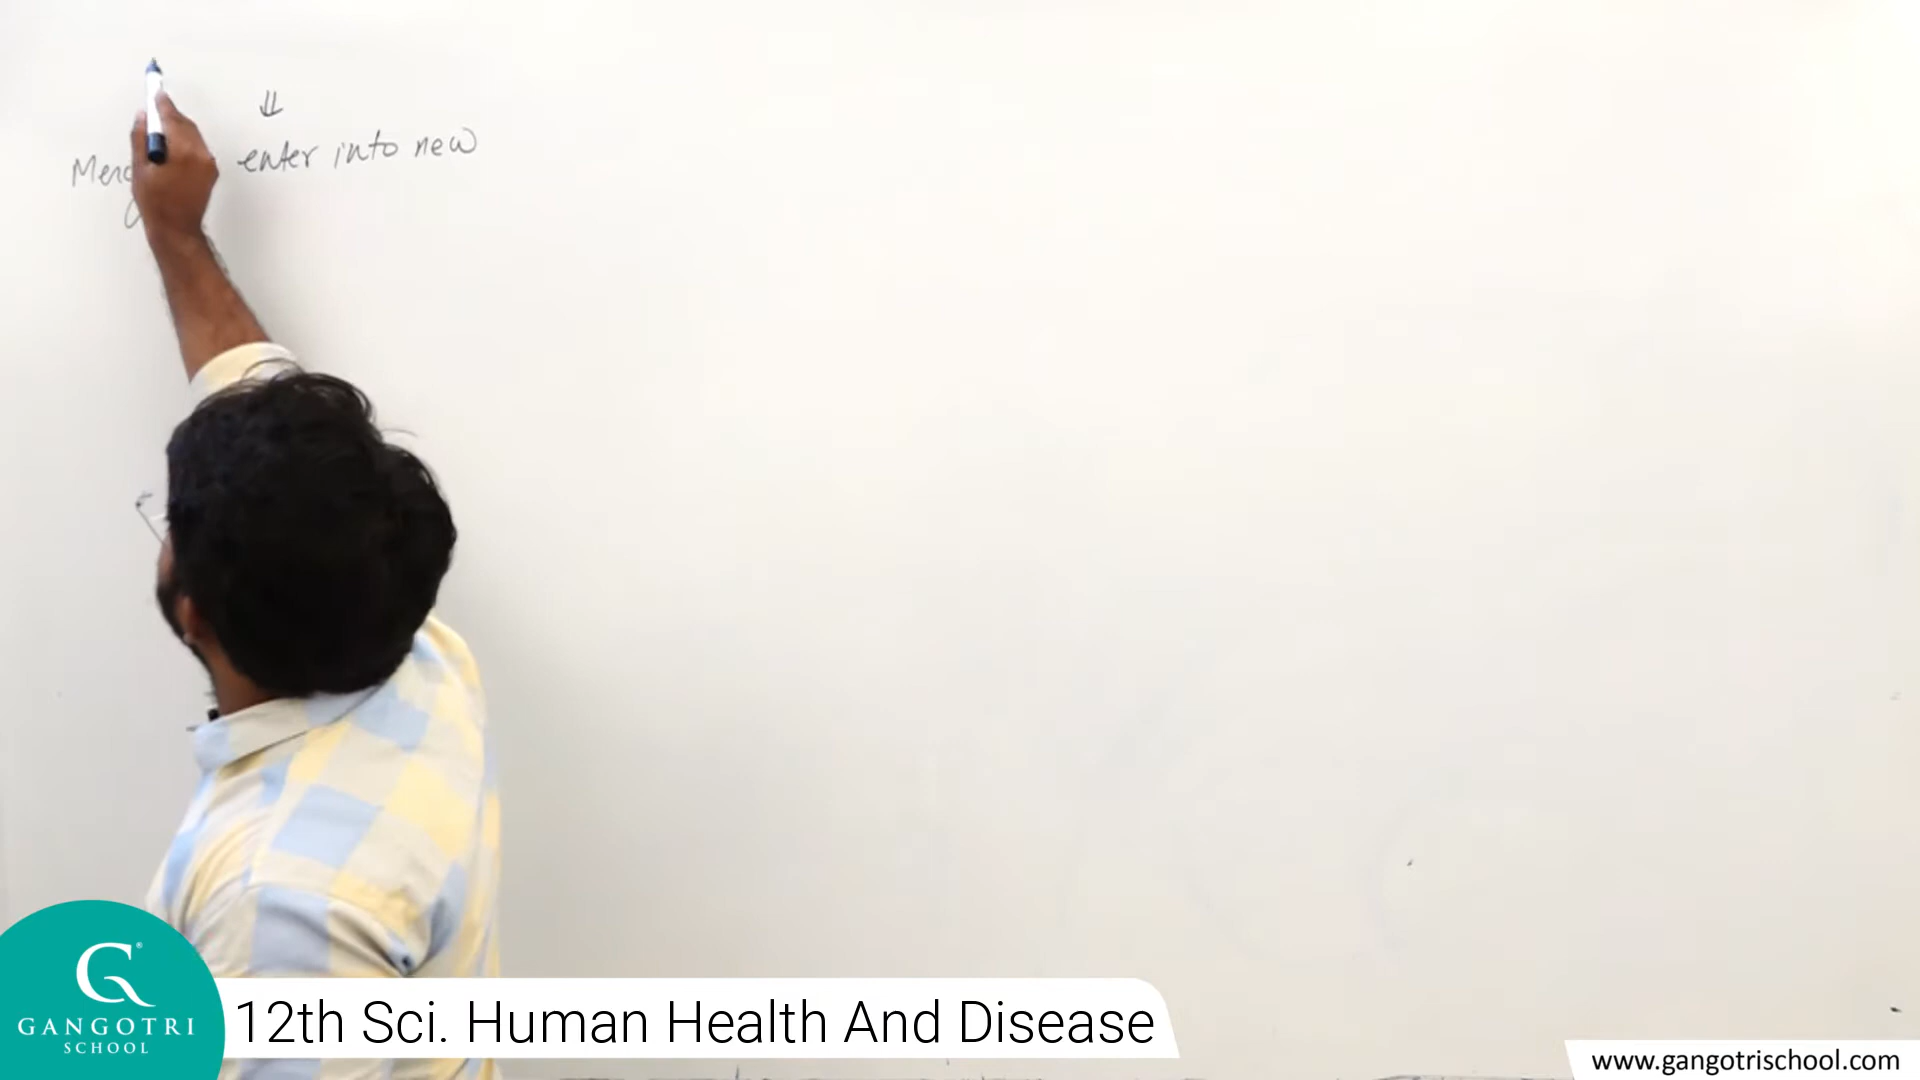 ⇓
enter into new
GANGOTRI
SCHOOL
12th Sci. Human Health And Disease
www.gangotrischool.com